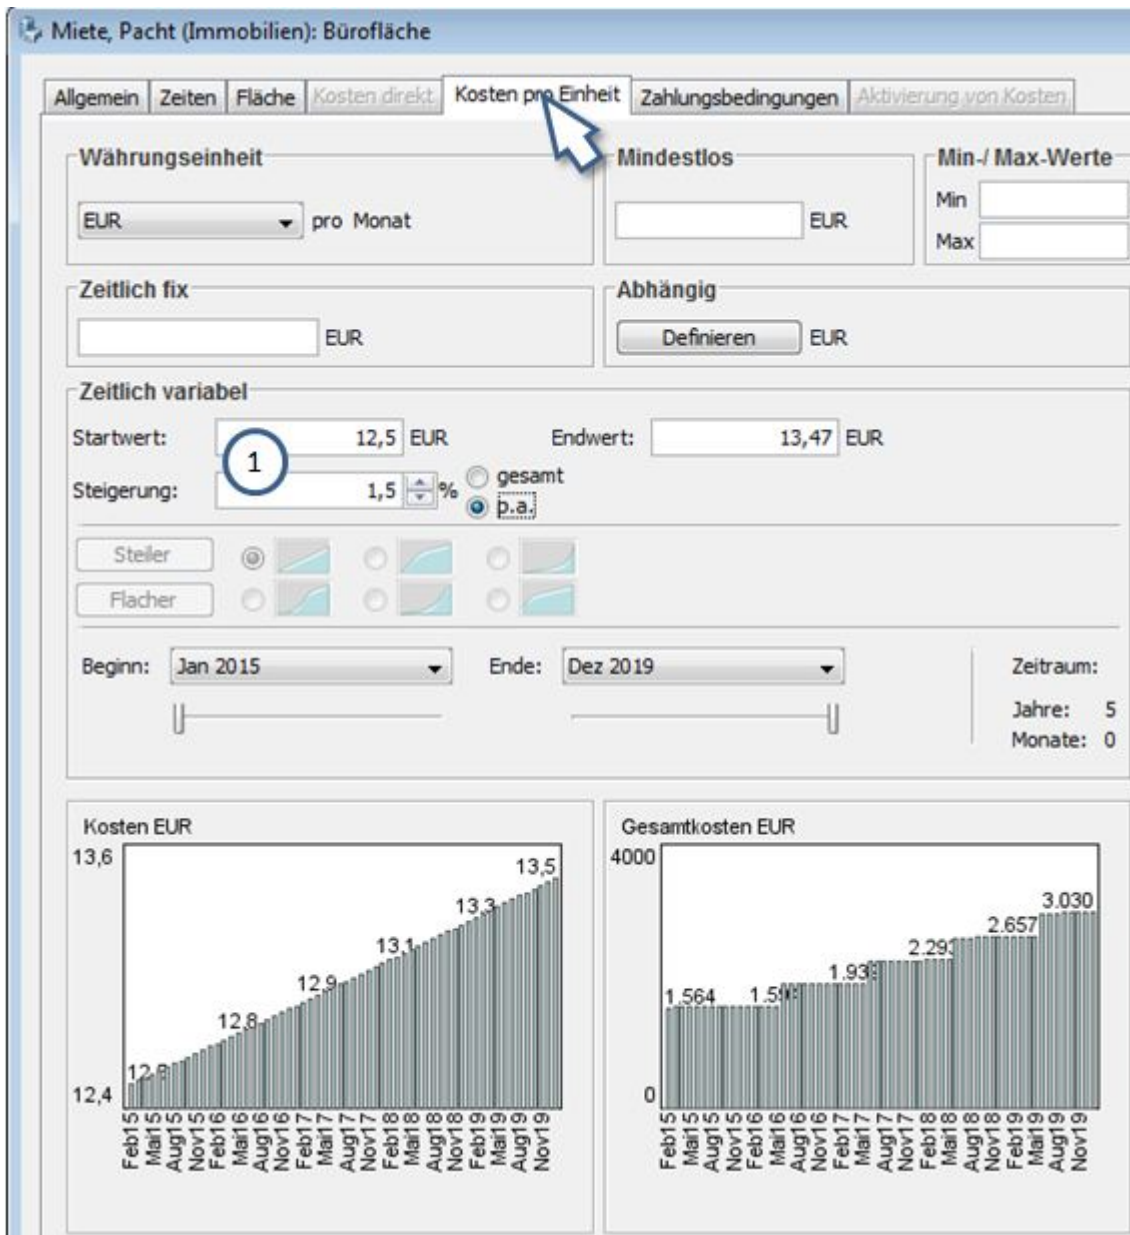 Miete, Pacht (Immobilien): Bürofläche
Allgemein Zeiten Fläche Kosten direkt Kosten pro Einheit Zahlungsbedingungen Aktivierung von Kosten
Währungseinheit Mindestlos Min-/ Max-Werte
EUR pro Monat EUR Min
Max
Zeitlich fix Abhängig
EUR Definieren EUR
Zeitlich variabel
Startwert: 12,5 EUR Endwert: 13,47 EUR
1
Steigerung: 1,5 % gesamt
p.a.
Steiler
Flacher
Beginn: Jan 2015 Ende: Dez 2019 Zeitraum:
Jahre: 5
Monate: 0
Kosten EUR
13,6
13,5
13,3
13,1
12,9
12,8
12,4
Feb15 Mai15 Aug15 Nov15 Feb16 Mai16 Aug16 Nov16 Feb17 Mai17 Aug17 Nov17 Feb18 Mai18 Aug18 Nov18 Feb19 Mai19 Aug19 Nov19
Gesamtkosten EUR
4000
3.030
2.657
2.293
1.564
0
Feb15 Mai15 Aug15 Nov15 Feb16 Mai16 Aug16 Nov16 Feb17 Mai17 Aug17 Nov17 Feb18 Mai18 Aug18 Nov18 Feb19 Mai19 Aug19 Nov19